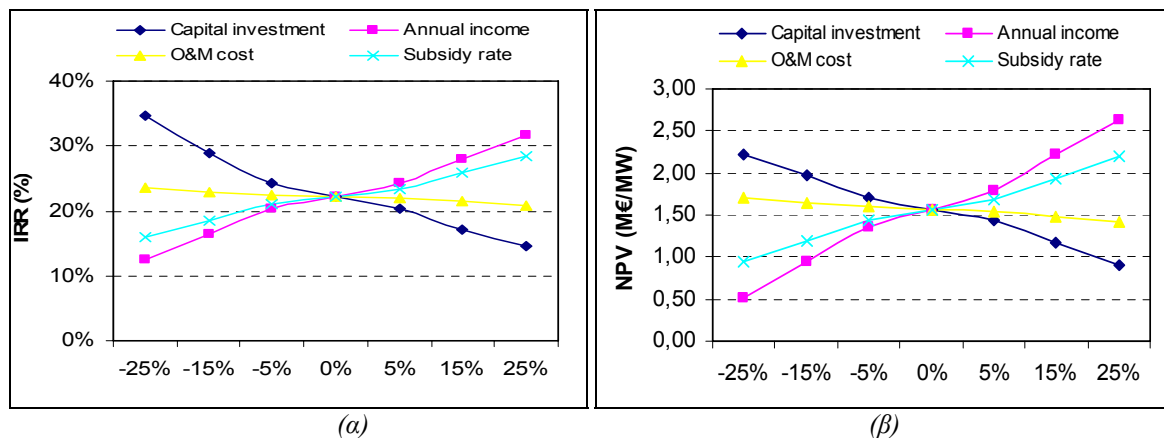 Capital investment
Annual income
O&M cost
Subsidy rate
40%
30%
20%
10%
0%
IRR (%)
-25% -15% -5% 0% 5% 15% 25%
(α)
Capital investment
Annual income
O&M cost
Subsidy rate
3,00
2,50
2,00
1,50
1,00
0,50
0,00
NPV (M€/MW)
-25% -15% -5% 0% 5% 15% 25%
(β)